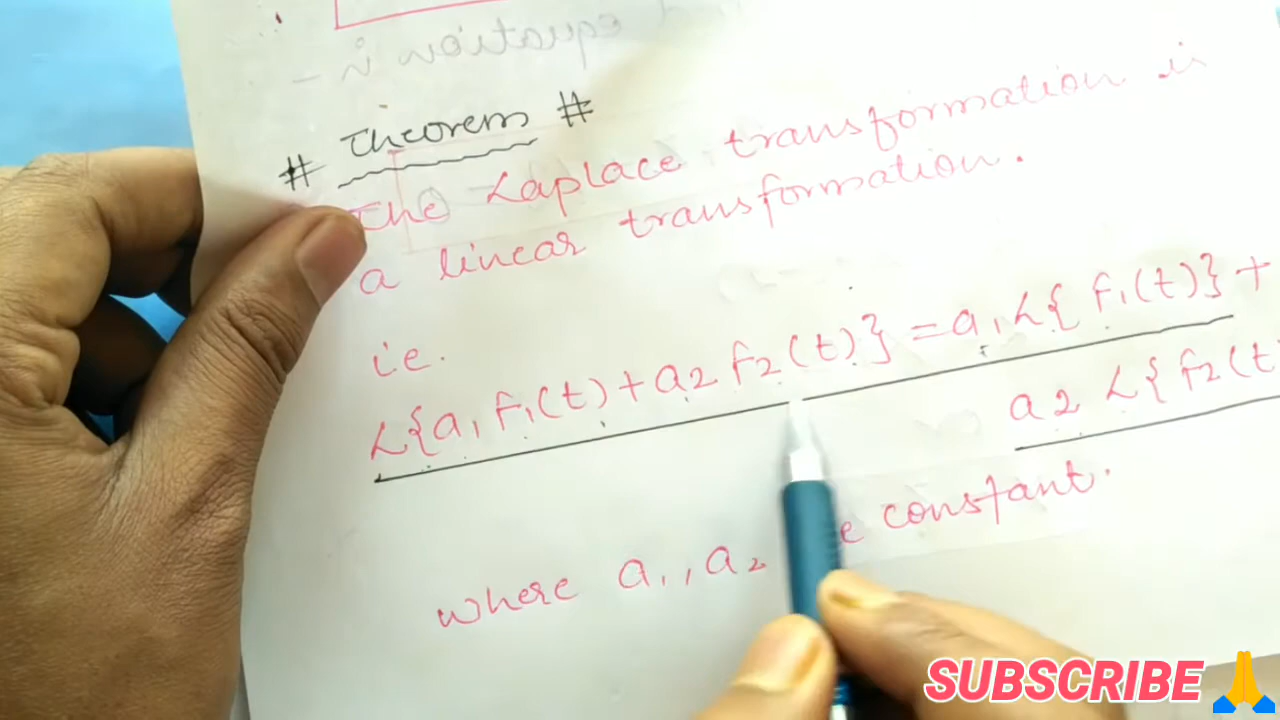 # Theorem #
The Laplace transformation is
a linear transformation.
ie.
L{a₁ F₁(t) + a₂ F₂(t)} = a₁ L{ F₁(t)} +
a₂ L{ F₂(t
where a₁, a₂ constant.
SUBSCRIBE 🙏